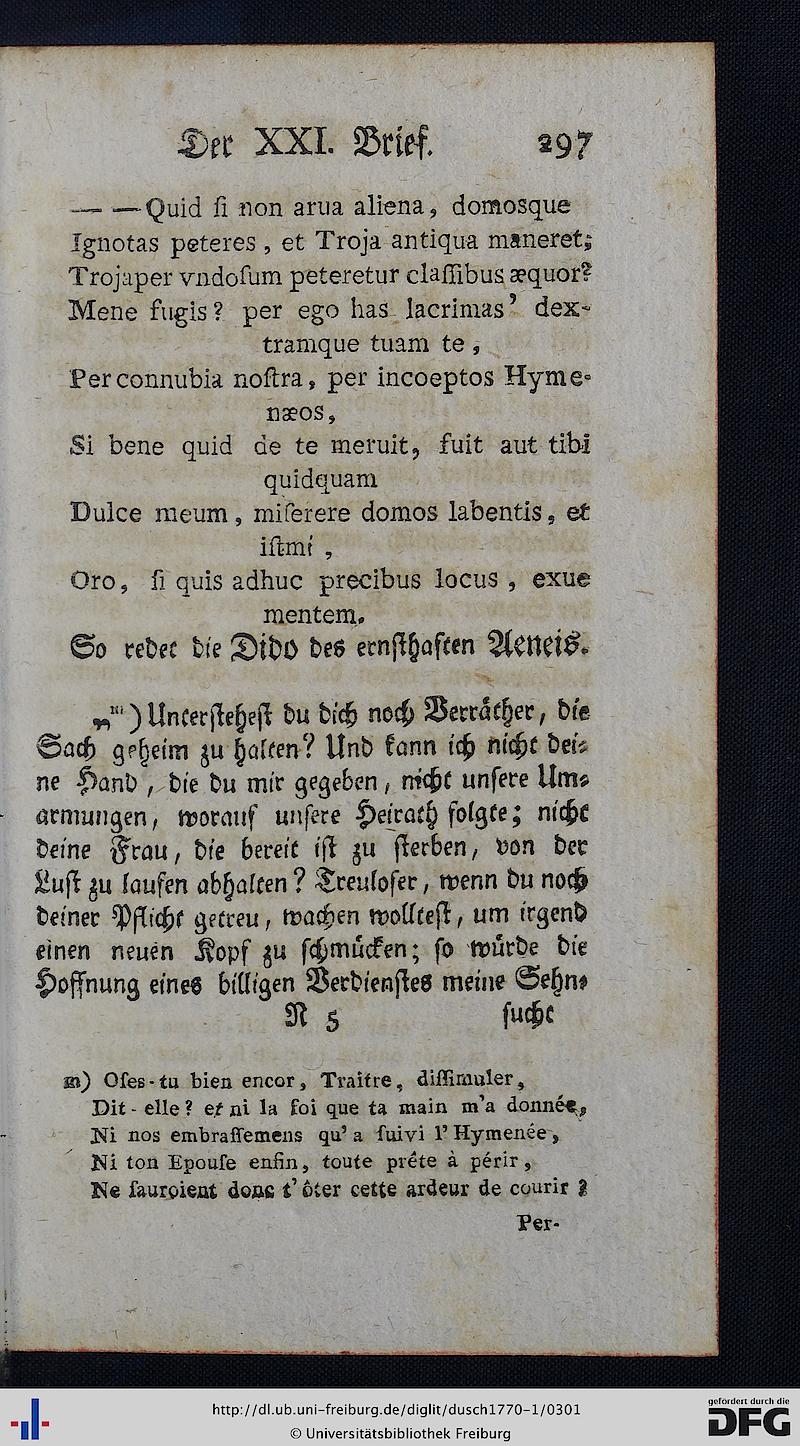 Der XXI. Brief. 297
— —Quid ſi non arua aliena, domosque
Ignotas peteres, et Troja antiqua maneret;
Trojaper vndoſum peteretur claſſibus æquor?
Mene fugis? per ego has lacrimas’ dex-
tramque tuam te,
Per connubia noſtra, per incoeptos Hyme-
næos,
Si bene quid de te meruit, fuit aut tibi
quidquam
Dulce meum, miſerere domos labentis, et
iſtmi,
Oro, ſi quis adhuc precibus locus, exue
mentem.
So redet die Dido des ernſthaften Aeneis.
„m) Unterſteheſt du dich noch Verräther, die
Sach geheim zu halten? Und kann ich nicht dei-
ne Hand, die du mir gegeben, nicht unſere Um-
armungen, worauf unſere Heirath folgte; nicht
deine Frau, die bereit iſt zu ſterben, von der
Luſt zu laufen abhalten? Treuloſer, wenn du noch
deiner Pflicht getreu, wachen wollteſt, um irgend
einen neuen Kopf zu ſchmücken; ſo würde die
Hoffnung eines billigen Verdienſtes meine Sehn-
N 5 ſucht
m) Oſes-tu bien encor, Traitre, diſſimuler,
Dit-elle? et ni la foi que ta main m’a donnée,
Ni nos embraſſemens qu’a ſuivi l’Hymenée,
Ni ton Epouſe enfin, toute préte à périr,
Ne ſauroient donc t’ôter cette ardeur de courir?
Per-
http://dl.ub.uni-freiburg.de/diglit/dusch1770-1/0301
© Universitätsbibliothek Freiburg
gefördert durch die
DFG